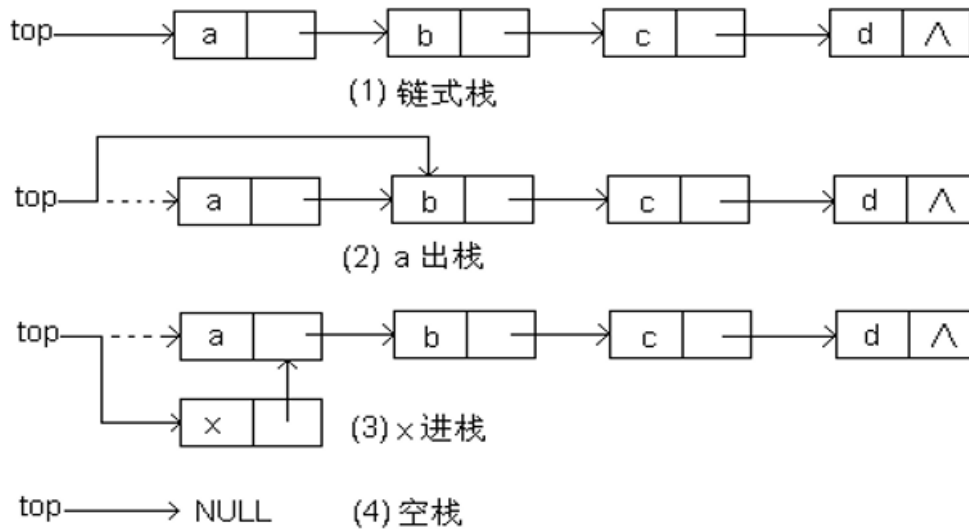 top a b c d ∧
(1) 链式栈
top a b c d ∧
(2) a 出栈
top a b c d ∧
x (3) x 进栈
top NULL (4) 空栈